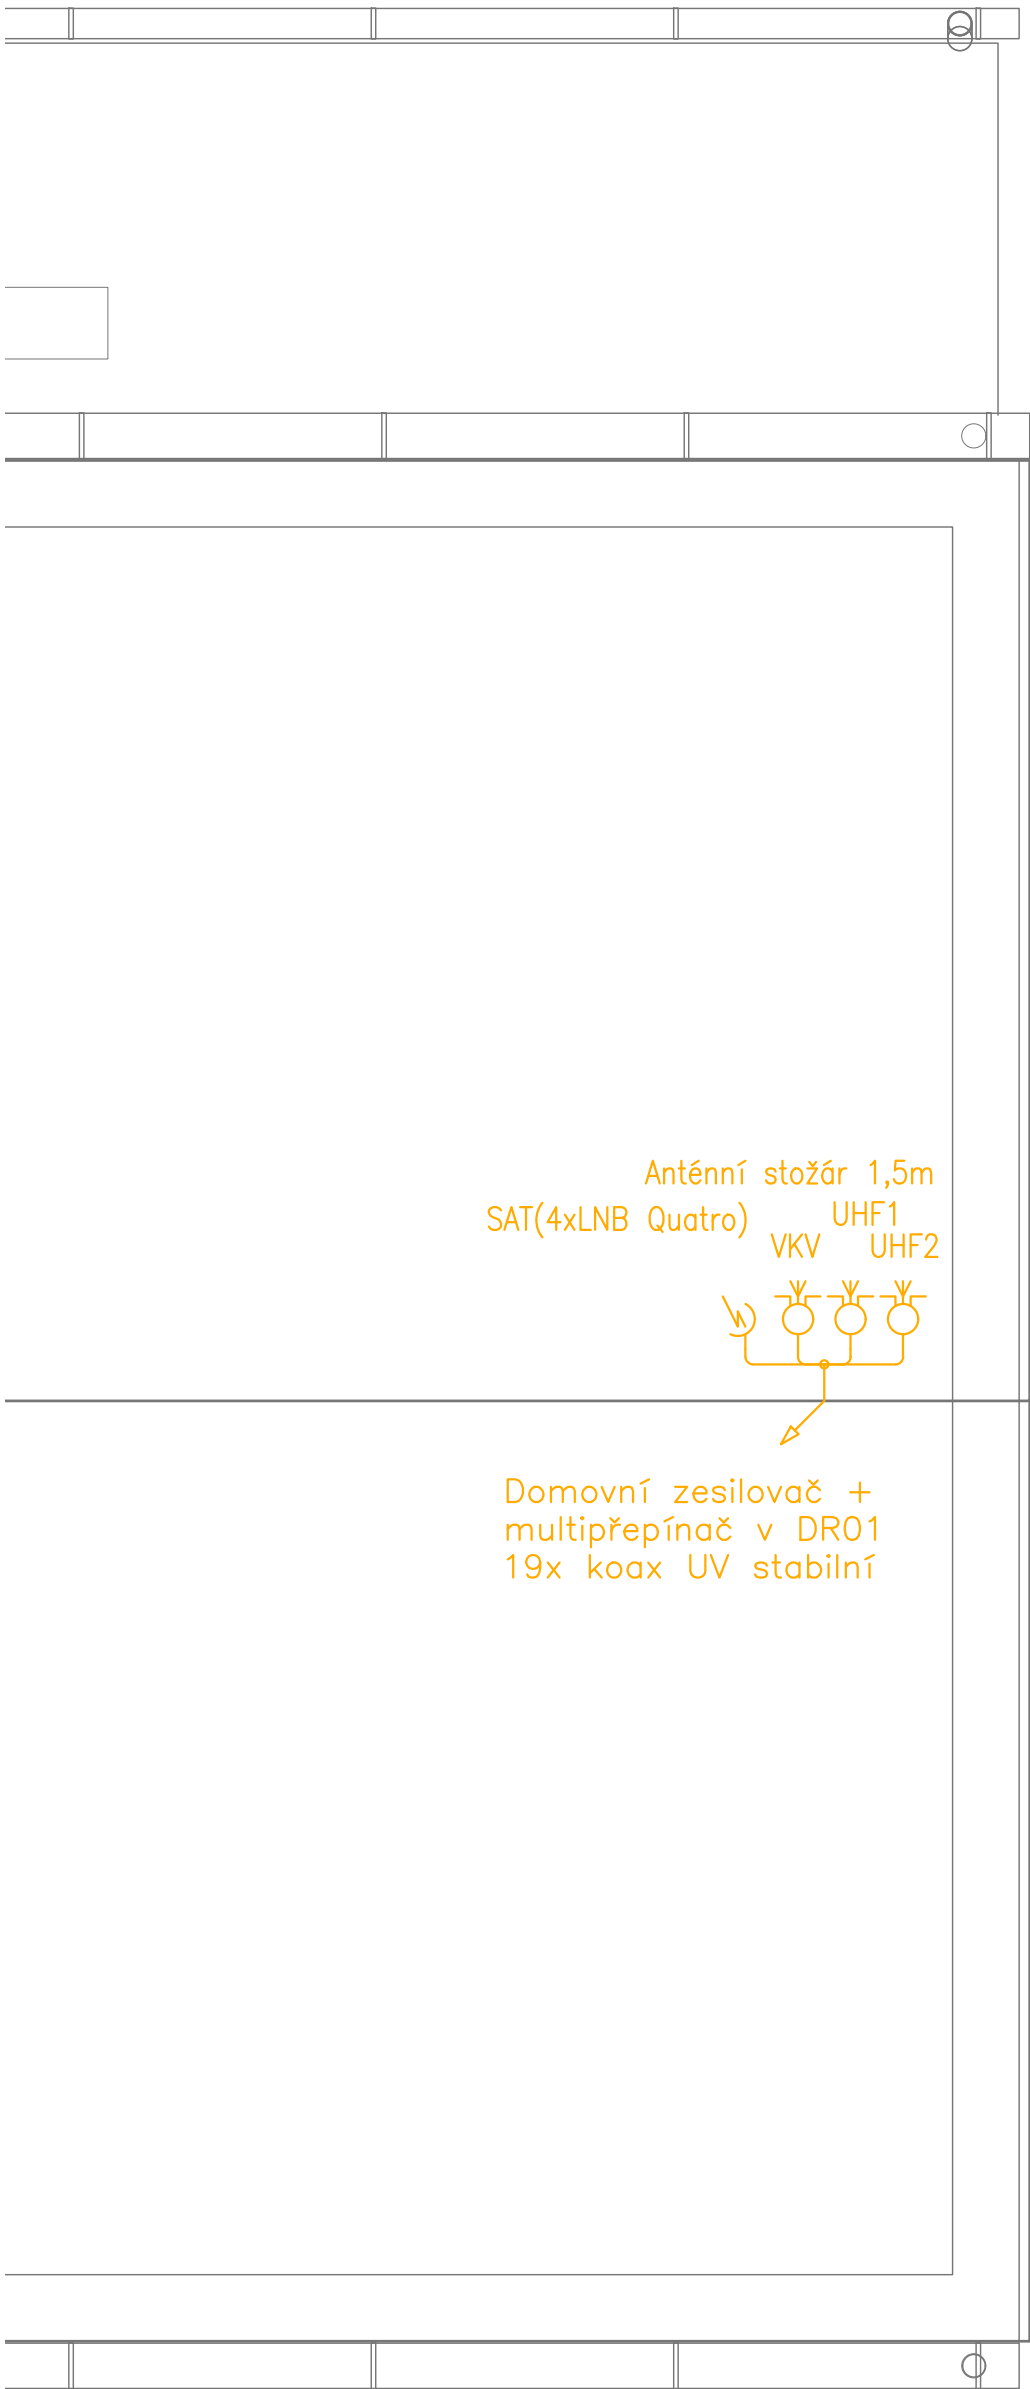 Anténní stožár 1,5m
SAT(4xLNB Quatro)
UHF1
VKV
UHF2
Domovní zesilovač +
multipřepínač v DR01
19x koax UV stabilní